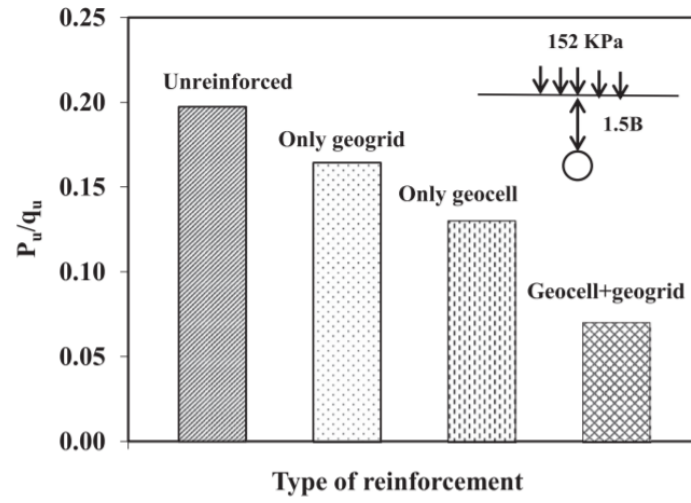 0.25
0.20
0.15
0.10
0.05
0.00
Pu/qu
Unreinforced
Only geogrid
Only geocell
Geocell+geogrid
152 KPa
1.5B
Type of reinforcement